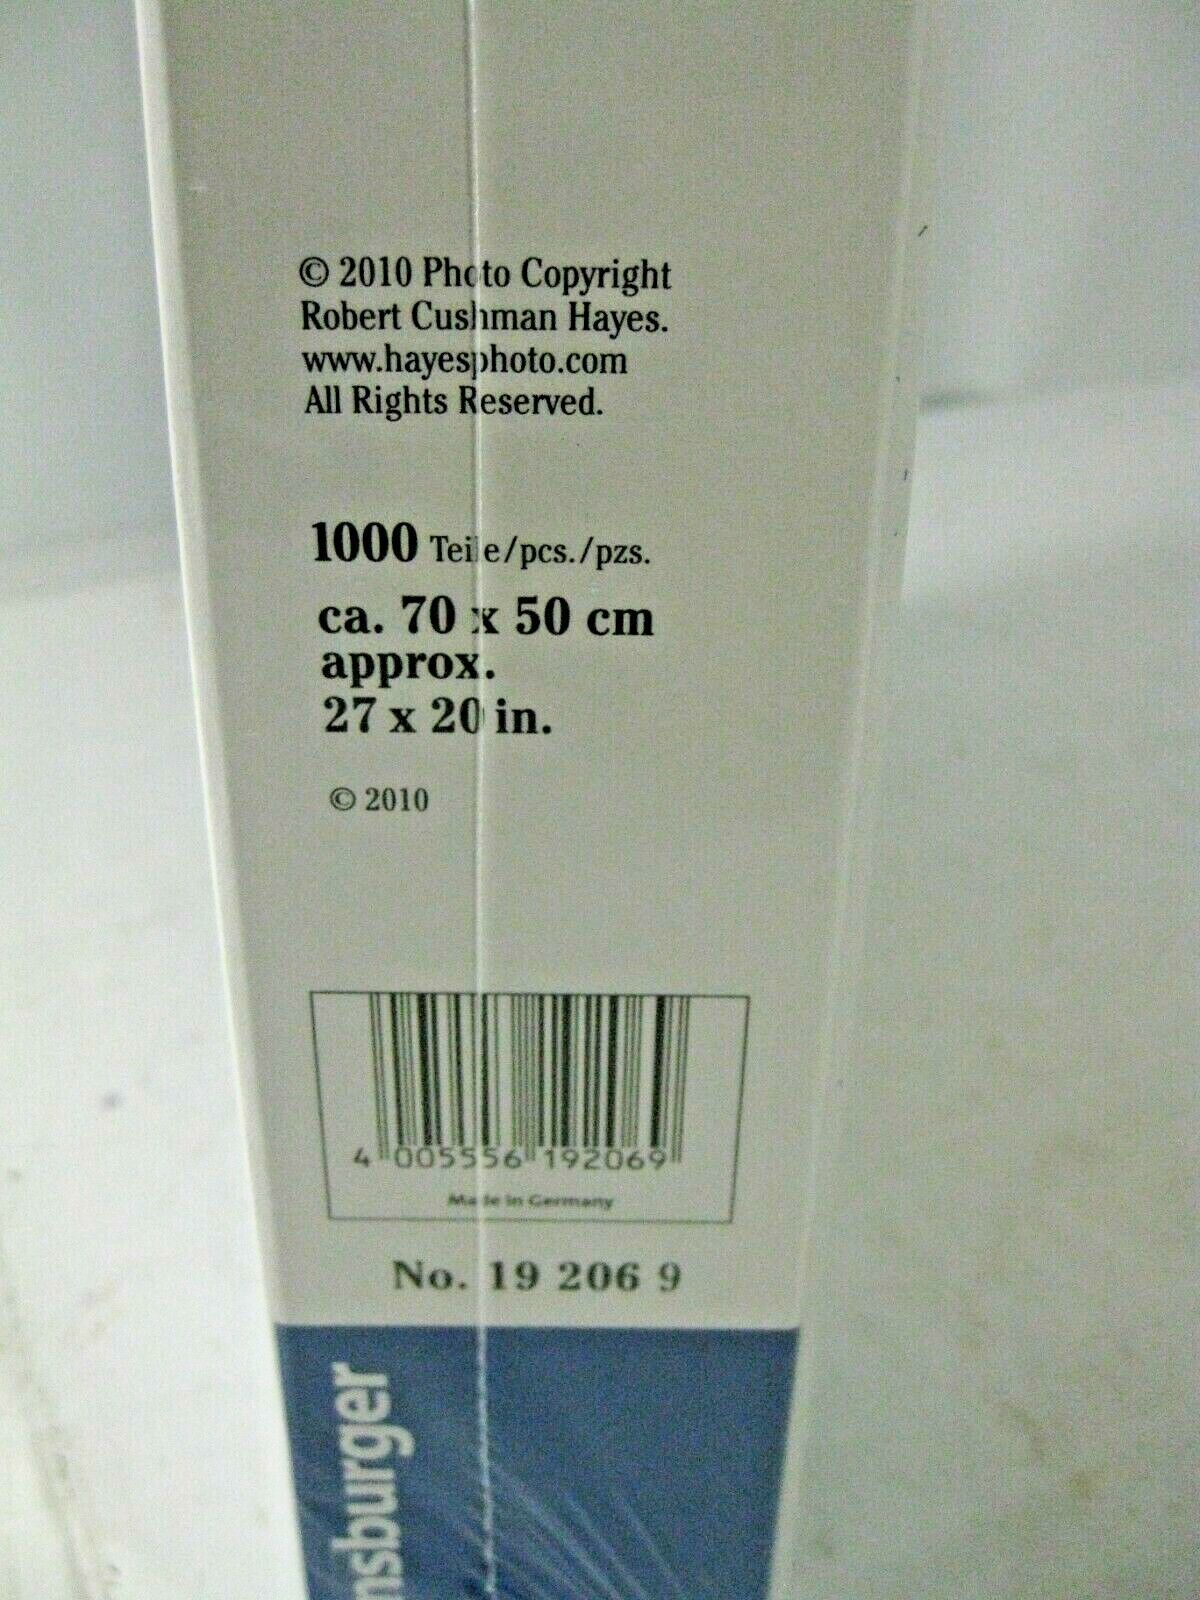 © 2010 Photo Copyright
Robert Cushman Hayes.
www.hayesphoto.com
All Rights Reserved.
1000 Teile/pcs./pzs.
ca. 70 x 50 cm
approx.
27 x 20 in.
© 2010
4 005556 192069
Made in Germany
No. 19 206 9
nsburger